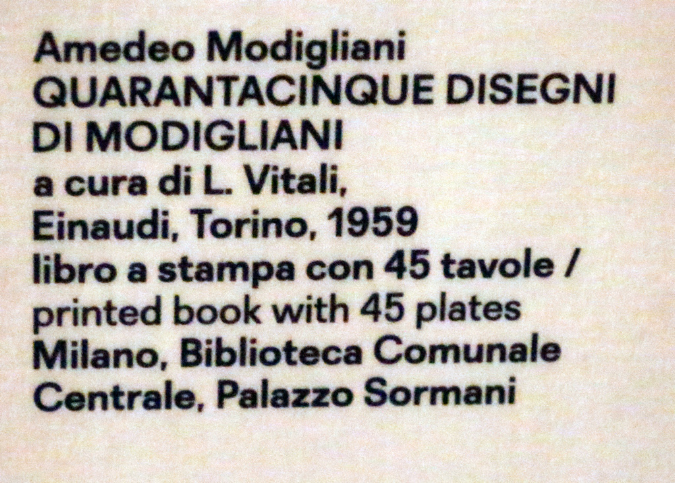 Amedeo Modigliani
QUARANTACINQUE DISEGNI
DI MODIGLIANI
a cura di L. Vitali,
Einaudi, Torino, 1959
libro a stampa con 45 tavole /
printed book with 45 plates
Milano, Biblioteca Comunale
Centrale, Palazzo Sormani